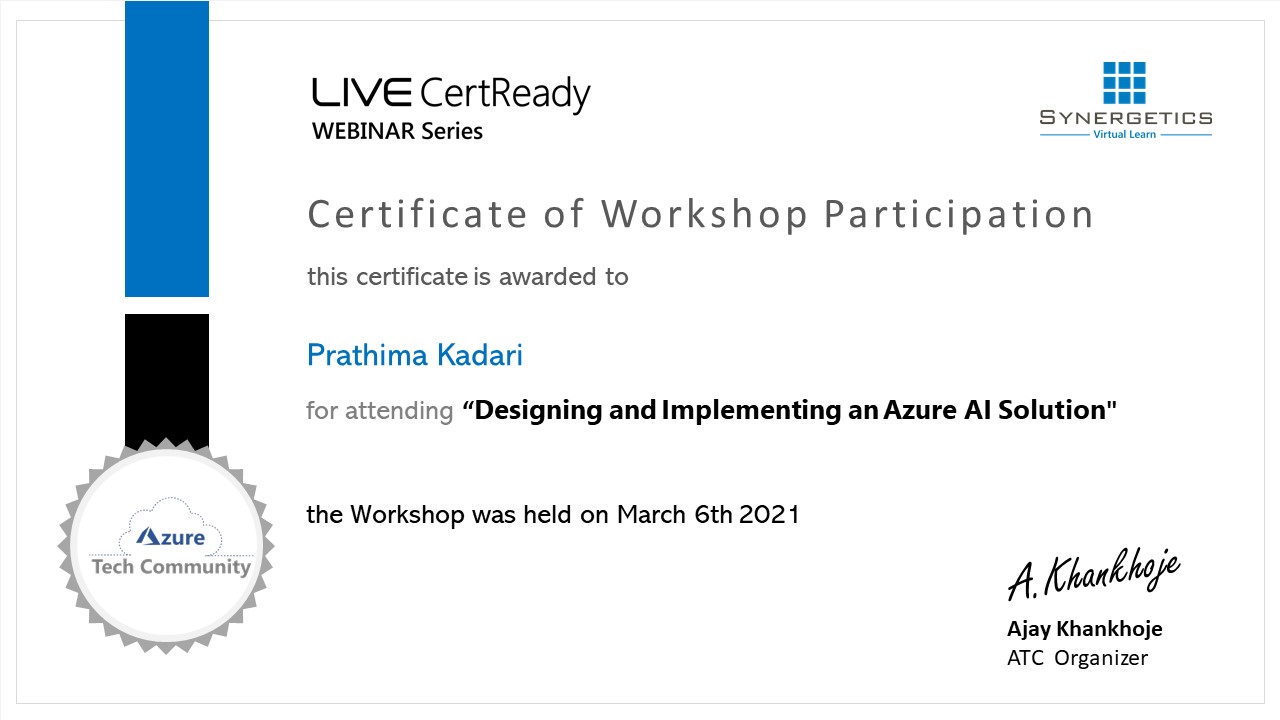 LIVE CertReady
WEBINAR Series
SYNERGETICS
Virtual Learn
Certificate of Workshop Participation
this certificate is awarded to
Prathima Kadari
for attending “Designing and Implementing an Azure AI Solution"
the Workshop was held on March 6th 2021
Azure
Tech Community
A. Khankhoje
Ajay Khankhoje
ATC Organizer